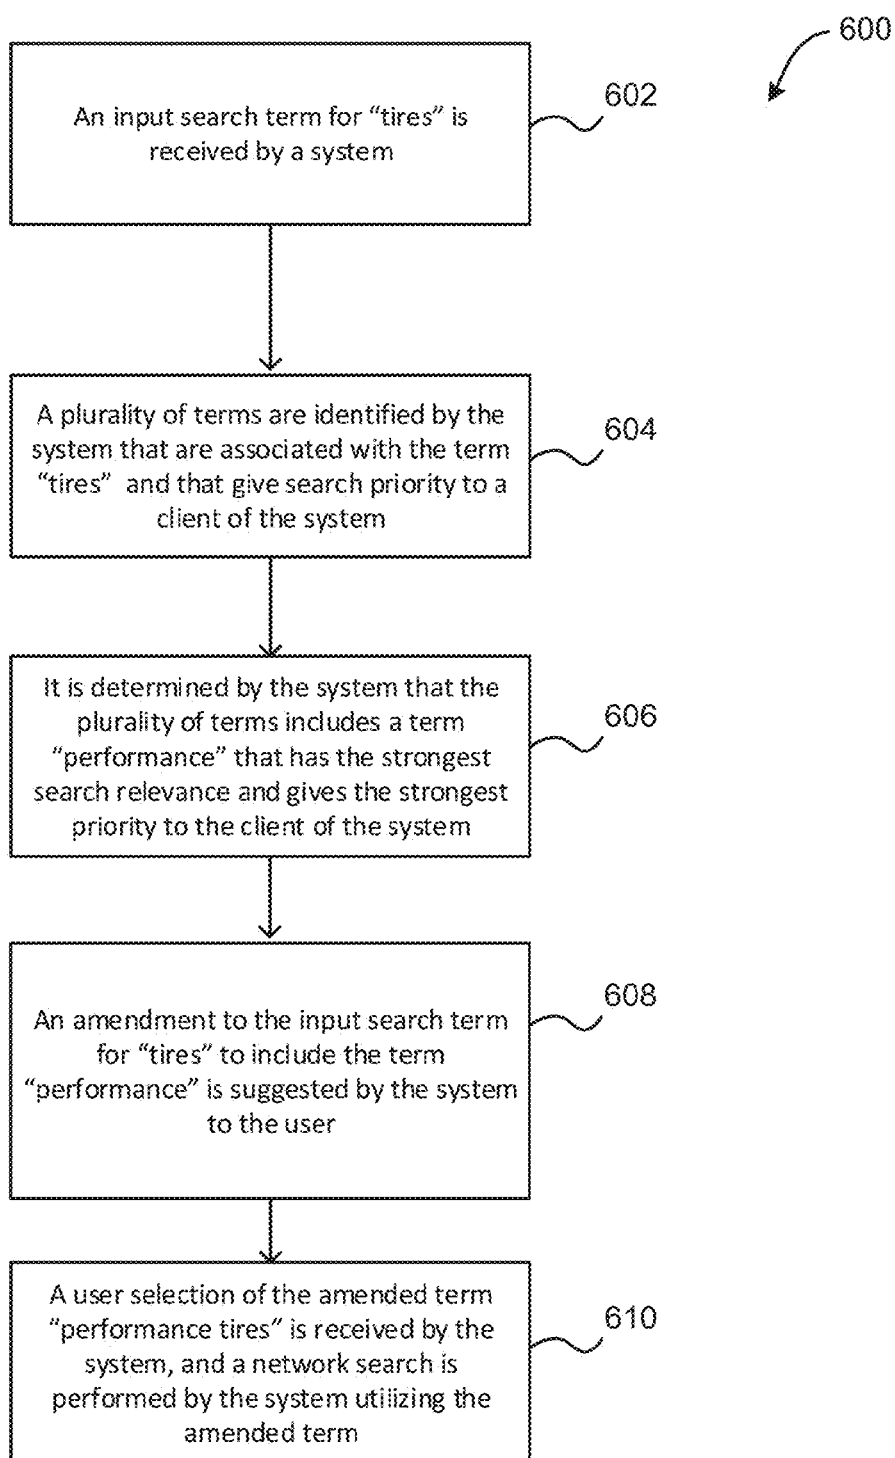 600
An input search term for “tires” is
received by a system
602
A plurality of terms are identified by the
system that are associated with the term
“tires” and that give search priority to a
client of the system
604
It is determined by the system that the
plurality of terms includes a term
“performance” that has the strongest
search relevance and gives the strongest
priority to the client of the system
606
An amendment to the input search term
for “tires” to include the term
“performance” is suggested by the system
to the user
608
A user selection of the amended term
“performance tires” is received by the
system, and a network search is
performed by the system utilizing the
amended term
610